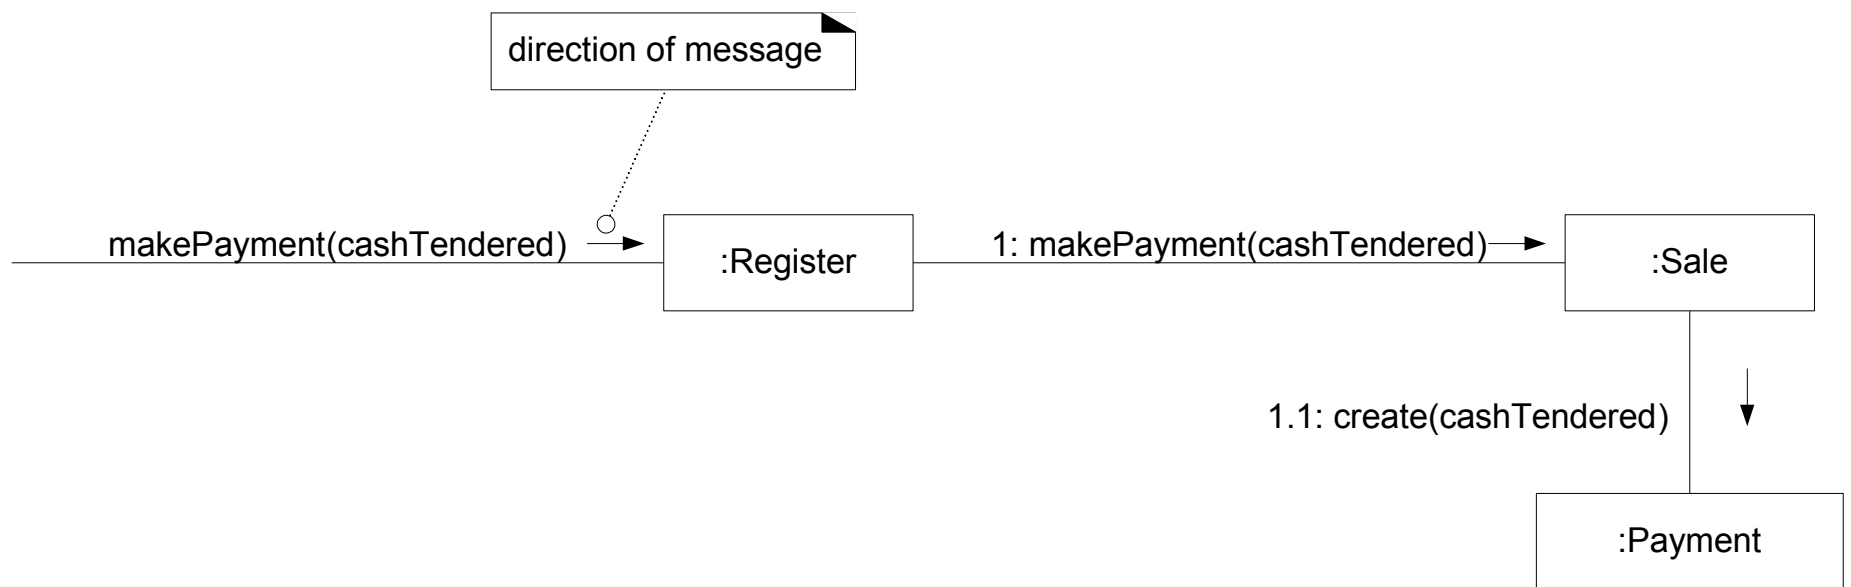 direction of message
makePayment(cashTendered)
:Register
1: makePayment(cashTendered)
:Sale
1.1: create(cashTendered)
:Payment